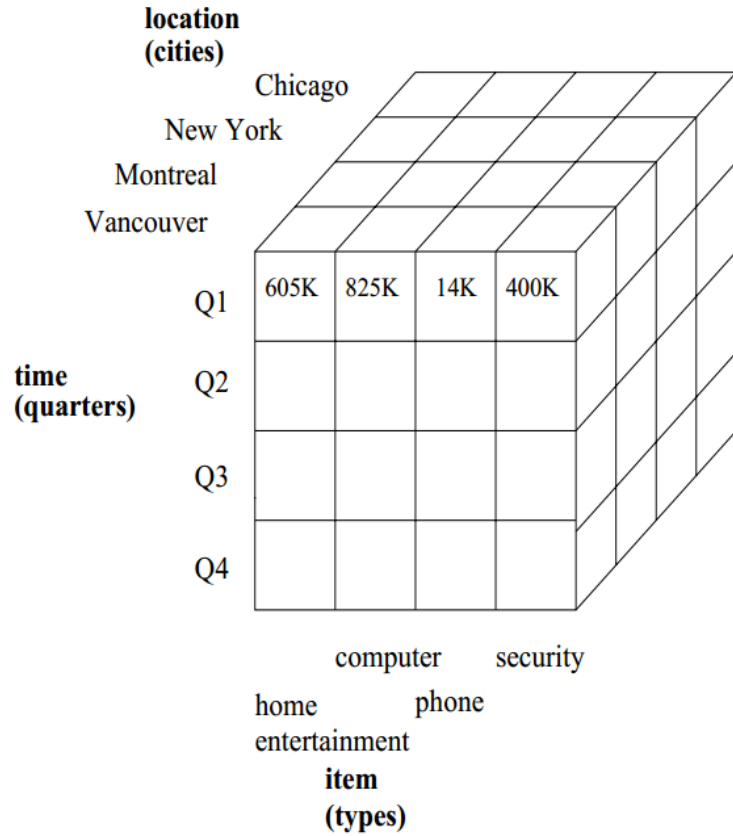 location
(cities)
Chicago
New York
Montreal
Vancouver
Q1 605K 825K 14K 400K
Q2
time
(quarters)
Q3
Q4
computer security
home phone
entertainment
item
(types)